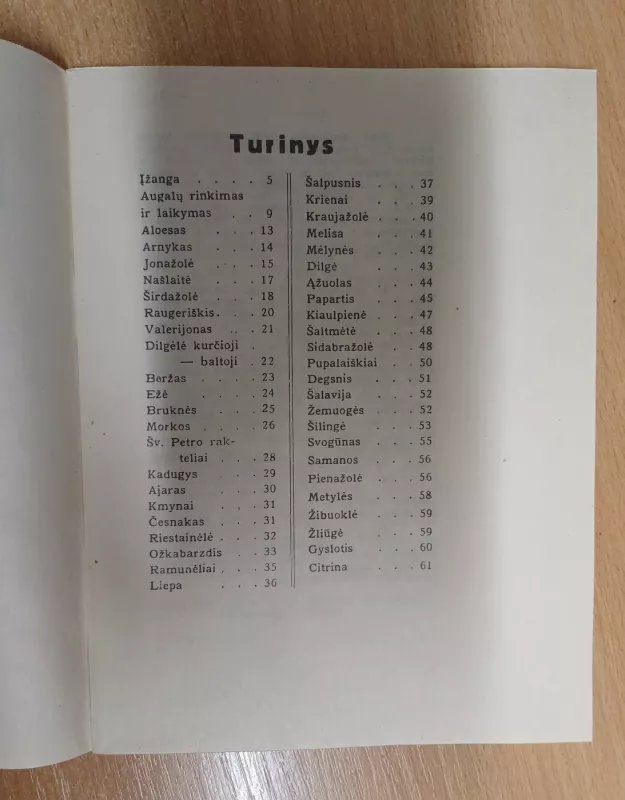 Turinys
Įžanga . . . . 5
Augalų rinkimas
ir laikymas . . 9
Aloesas . . . 13
Arnykas . . . 14
Jonažolė . . . 15
Našlaitė . . . 17
Širdažolė . . . 18
Raugeriškis . . 20
Valerijonas . . 21
Dilgėlė kurčioji .
— baltoji . 22
Beržas . . . . 23
Ežė . . . . 24
Bruknės . . . 25
Morkos . . . . 26
Šv. Petro rak-
teliai . . . 28
Kadugys . . . 29
Ajaras . . . . 30
Kmynai . . . 31
Česnakas . . . 31
Riestainėlė . . . 32
Ožkabarzdis . . 33
Ramunėliai . . . 35
Liepa . . . 36
Šalpusnis . . . 37
Krienai . . . 39
Kraujažolė . . . 40
Melisa . . . 41
Mėlynės . . . 42
Dilgė . . . 43
Ąžuolas . . . 44
Papartis . . . 45
Kiaulpienė . . . 47
Šaltmėtė . . . 48
Sidabražolė . . 48
Pupalaiškiai . . 50
Degsnis . . . 51
Šalavija . . . 52
Žemuogės . . . 52
Šilingė . . . 53
Svogūnas . . . 55
Samanos . . . 56
Pienažolė . . . 56
Metylės . . . 58
Žibuoklė . . . 59
Žliūgė . . . 59
Gyslotis . . . 60
Citrina . . . 61